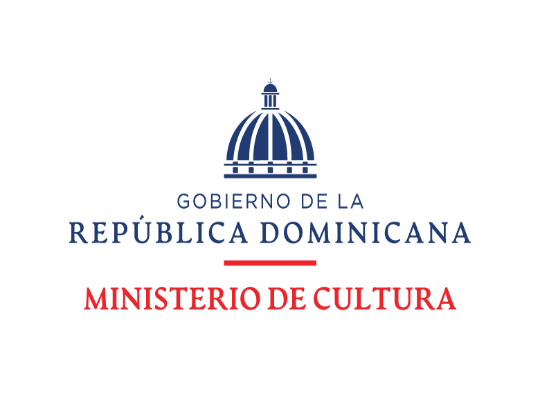 GOBIERNO DE LA
REPÚBLICA DOMINICANA
MINISTERIO DE CULTURA